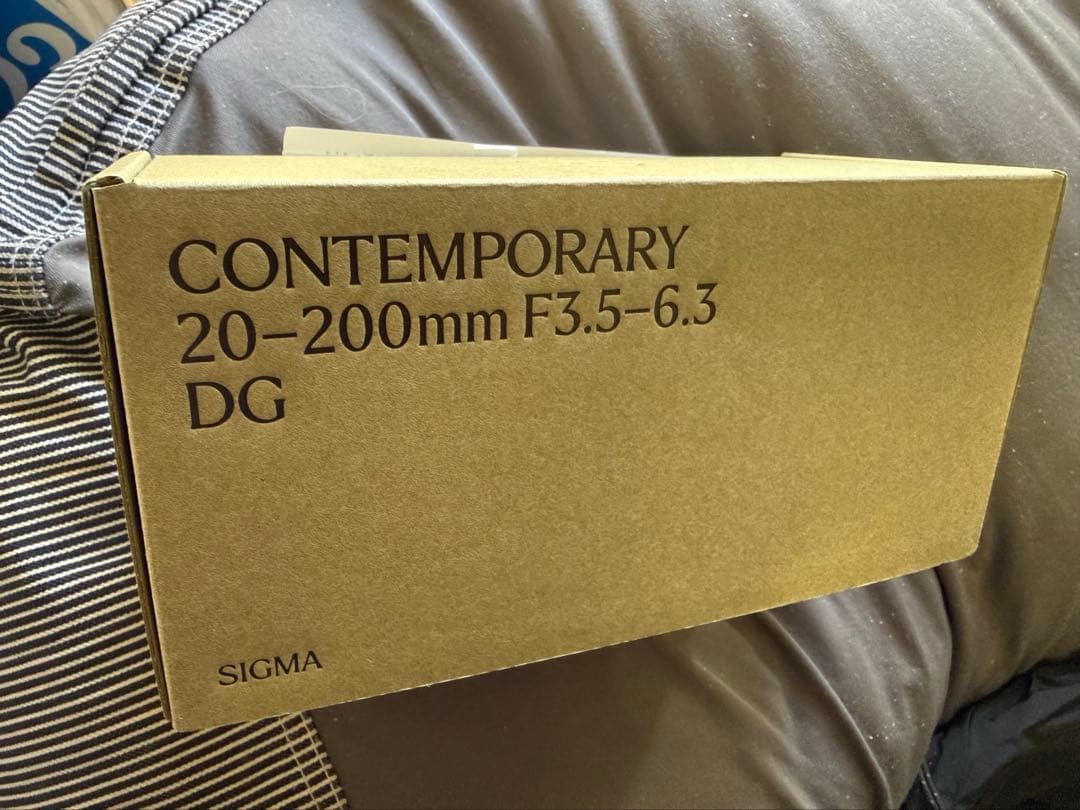 CONTEMPORARY
20–200mm F3.5–6.3
DG
SIGMA